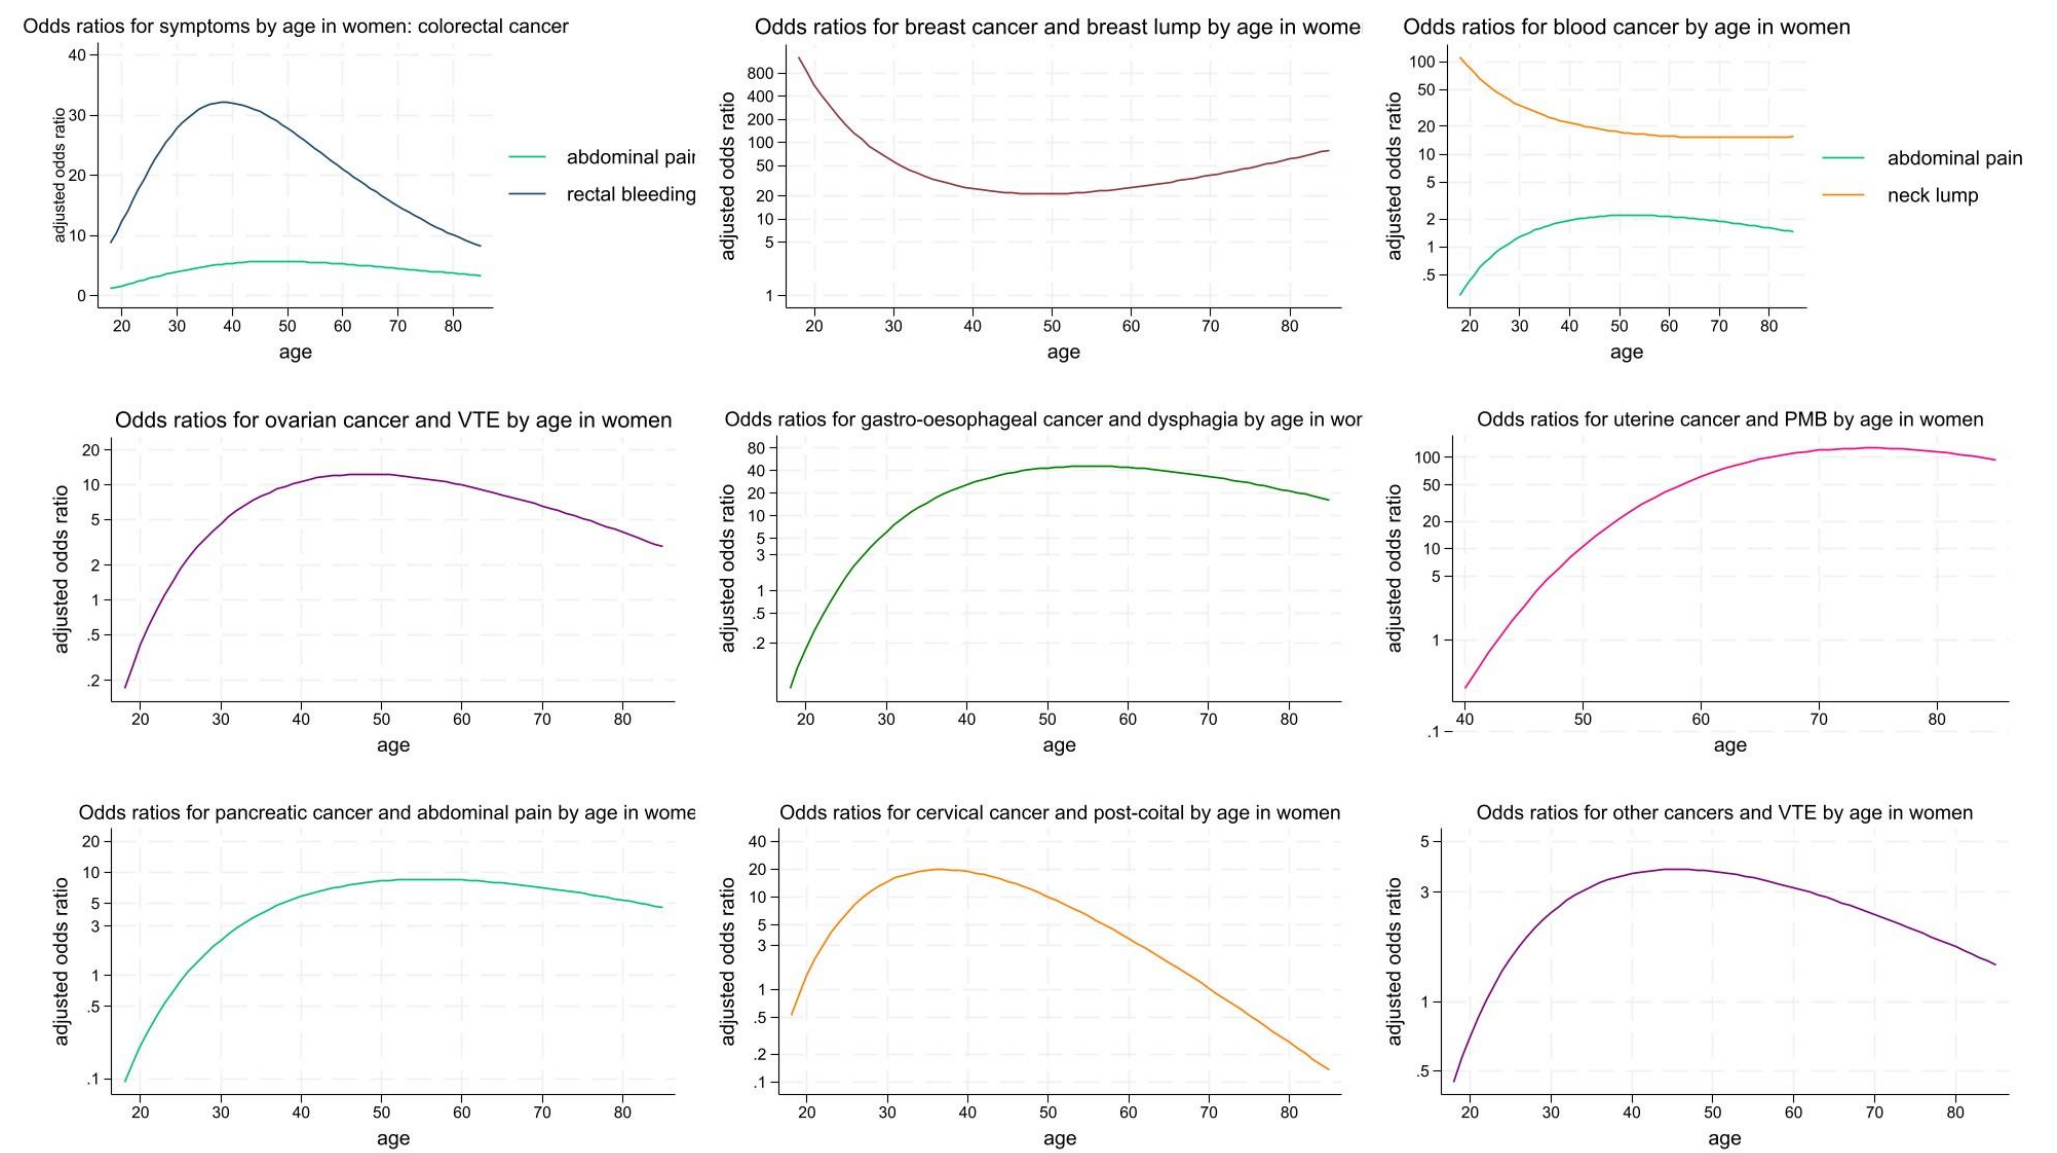 Odds ratios for symptoms by age in women: colorectal cancer
adjusted odds ratio
40
30
20
10
0
20 30 40 50 60 70 80
age
abdominal pain
rectal bleeding
Odds ratios for breast cancer and breast lump by age in wome
adjusted odds ratio
800
400
200
100
50
20
10
5
1
20 30 40 50 60 70 80
age
Odds ratios for blood cancer by age in women
adjusted odds ratio
100
50
20
10
5
2
1
.5
20 30 40 50 60 70 80
age
abdominal pain
neck lump
Odds ratios for ovarian cancer and VTE by age in women
adjusted odds ratio
20
10
5
2
1
.5
.2
20 30 40 50 60 70 80
age
Odds ratios for gastro-oesophageal cancer and dysphagia by age in wor
adjusted odds ratio
80
40
20
10
5
3
1
.5
.2
20 30 40 50 60 70 80
age
Odds ratios for uterine cancer and PMB by age in women
adjusted odds ratio
100
50
20
10
5
1
.1
40 50 60 70 80
age
Odds ratios for pancreatic cancer and abdominal pain by age in wome
adjusted odds ratio
20
10
5
3
1
.5
.1
20 30 40 50 60 70 80
age
Odds ratios for cervical cancer and post-coital by age in women
adjusted odds ratio
40
20
10
5
3
1
.5
.2
.1
20 30 40 50 60 70 80
age
Odds ratios for other cancers and VTE by age in women
adjusted odds ratio
5
3
1
.5
20 30 40 50 60 70 80
age